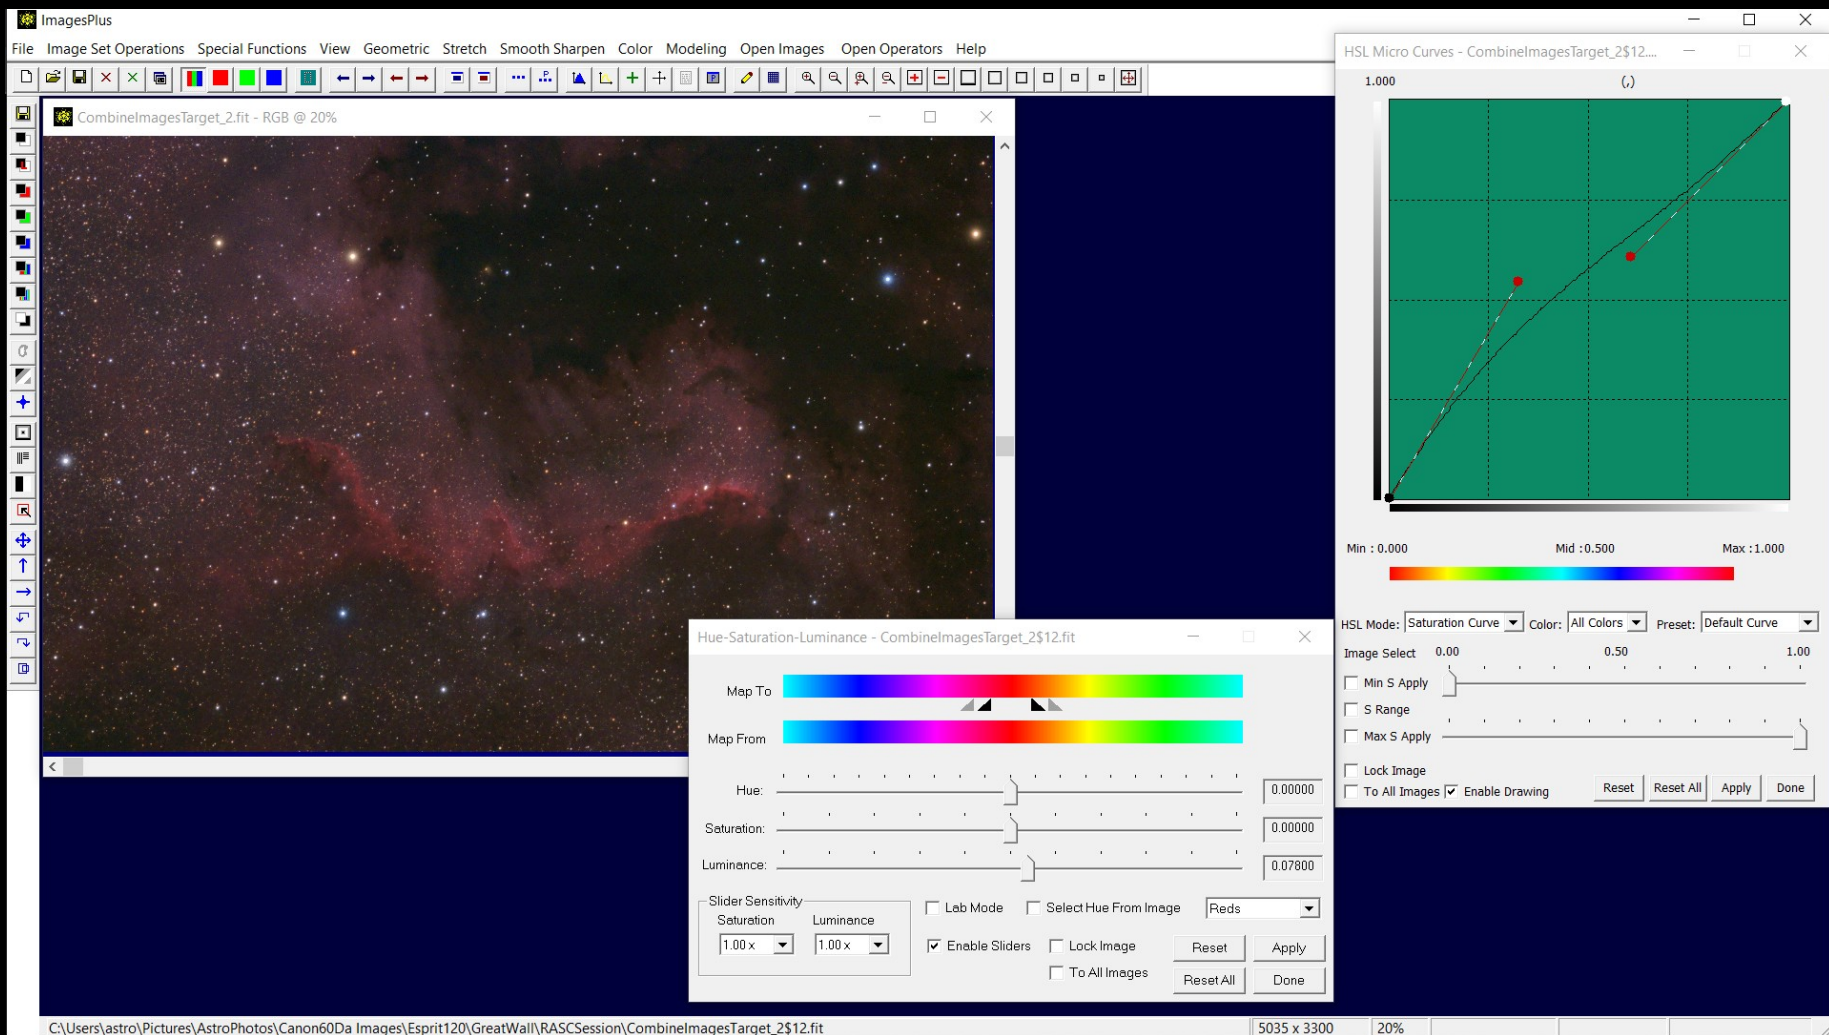 ImagesPlus
File Image Set Operations Special Functions View Geometric Stretch Smooth Sharpen Color Modeling Open Images Open Operators Help
P
CombineImagesTarget_2.fit - RGB @ 20%
HSL Micro Curves - CombineImagesTarget_2$12....
1.000 (,)
Min : 0.000 Mid :0.500 Max :1.000
HSL Mode: Saturation Curve Color: All Colors Preset: Default Curve
Image Select 0.00 0.50 1.00
Min S Apply
S Range
Max S Apply
Lock Image
To All Images Enable Drawing Reset Reset All Apply Done
Hue-Saturation-Luminance - CombineImagesTarget_2$12.fit
Map To
Map From
Hue: 0.00000
Saturation: 0.00000
Luminance: 0.07800
Slider Sensitivity
Saturation Luminance
1.00 x 1.00 x
Lab Mode Select Hue From Image Reds
Enable Sliders Lock Image Reset Apply
To All Images Reset All Done
C:\Users\astro\Pictures\AstroPhotos\Canon60Da Images\Esprit120\GreatWall\RASCSession\CombineImagesTarget_2$12.fit 5035 x 3300 20%